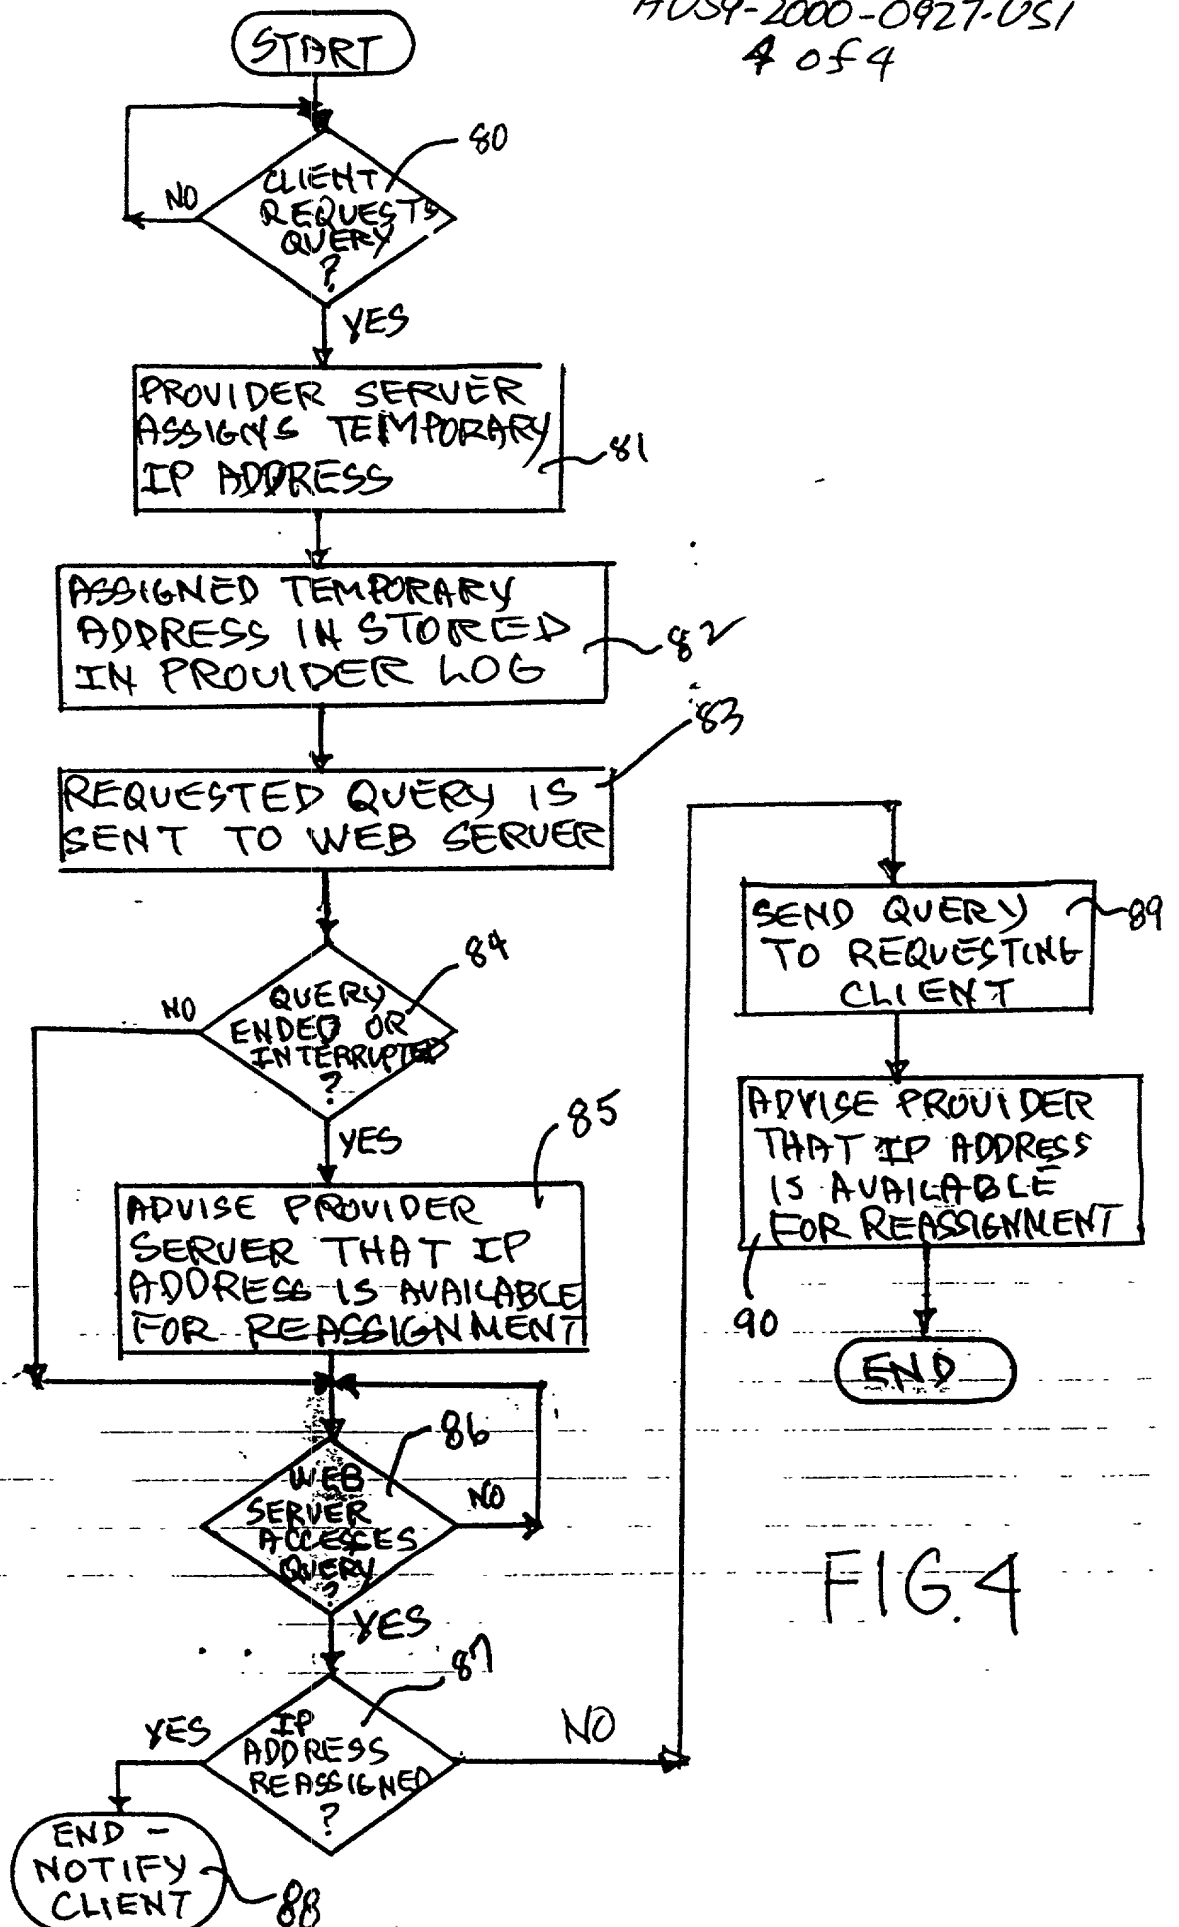 AUS9-2000-0927-US1
4 of 4
START
80
CLIENT
REQUESTS
QUERY
?
NO
YES
PROVIDER SERVER
ASSIGNS TEMPORARY
IP ADDRESS
81
ASSIGNED TEMPORARY
ADDRESS IN STORED
IN PROVIDER LOG
82
83
REQUESTED QUERY IS
SENT TO WEB SERVER
84
QUERY
ENDED OR
INTERRUPTED
?
NO
YES
85
ADVISE PROVIDER
SERVER THAT IP
ADDRESS IS AVAILABLE
FOR REASSIGNMENT
86
WEB
SERVER
ACCESSES
QUERY
?
NO
YES
87
IP
ADDRESS
REASSIGNED
?
YES
NO
END -
NOTIFY
CLIENT
88
SEND QUERY
TO REQUESTING
CLIENT
89
ADVISE PROVIDER
THAT IP ADDRESS
IS AVAILABLE
FOR REASSIGNMENT
90
END
FIG. 4